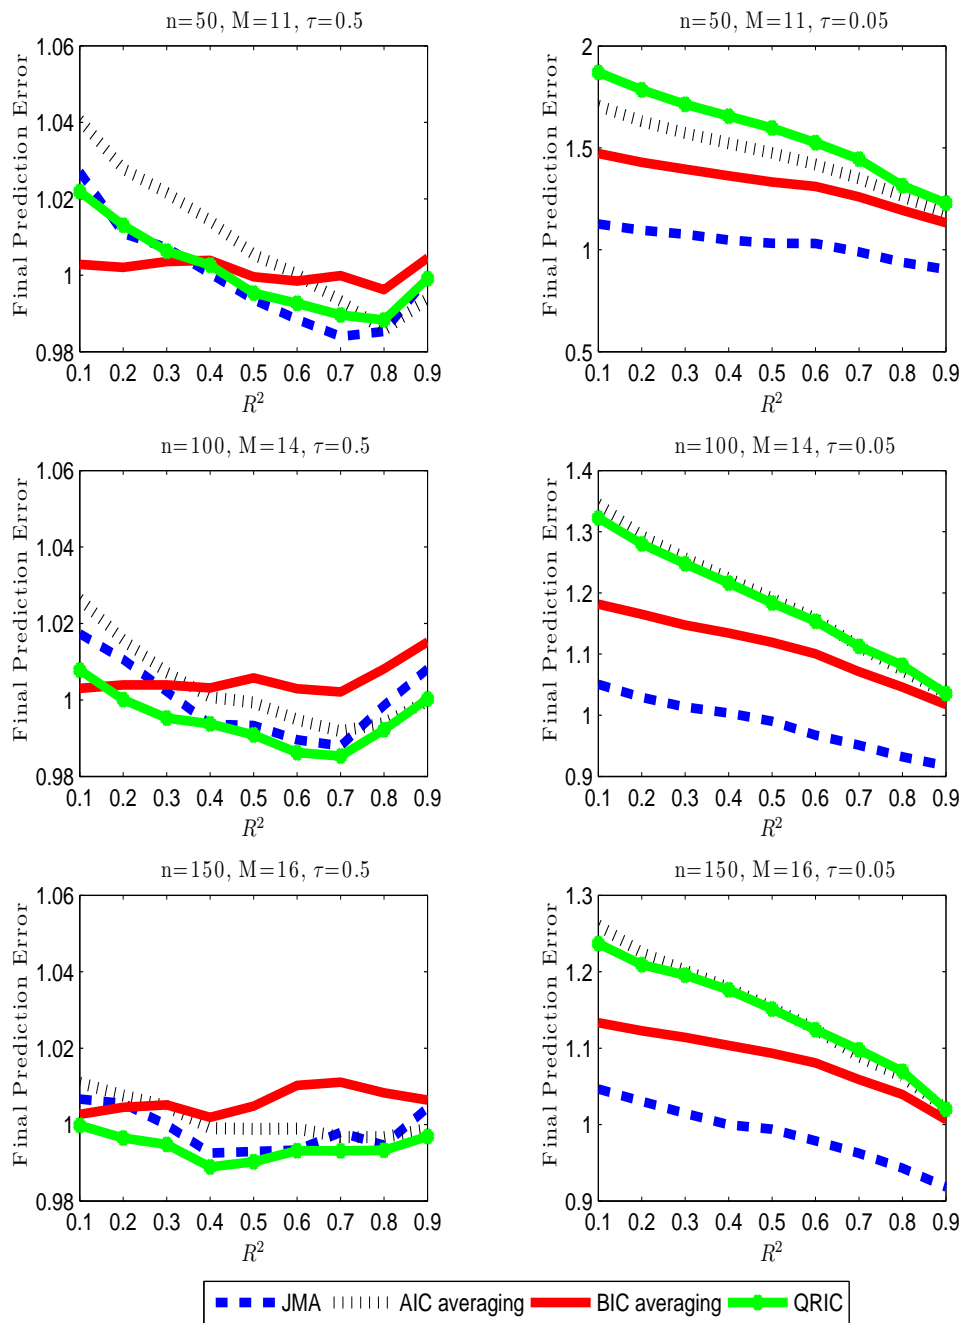 n=50, M=11, τ=0.5
Final Prediction Error
1.06
1.04
1.02
1
0.98
0.1 0.2 0.3 0.4 0.5 0.6 0.7 0.8 0.9
R²
n=50, M=11, τ=0.05
Final Prediction Error
2
1.5
1
0.5
0.1 0.2 0.3 0.4 0.5 0.6 0.7 0.8 0.9
R²
n=100, M=14, τ=0.5
Final Prediction Error
1.06
1.04
1.02
1
0.98
0.1 0.2 0.3 0.4 0.5 0.6 0.7 0.8 0.9
R²
n=100, M=14, τ=0.05
Final Prediction Error
1.4
1.3
1.2
1.1
1
0.9
0.1 0.2 0.3 0.4 0.5 0.6 0.7 0.8 0.9
R²
n=150, M=16, τ=0.5
Final Prediction Error
1.06
1.04
1.02
1
0.98
0.1 0.2 0.3 0.4 0.5 0.6 0.7 0.8 0.9
R²
n=150, M=16, τ=0.05
Final Prediction Error
1.3
1.2
1.1
1
0.9
0.1 0.2 0.3 0.4 0.5 0.6 0.7 0.8 0.9
R²
JMA AIC averaging BIC averaging QRIC